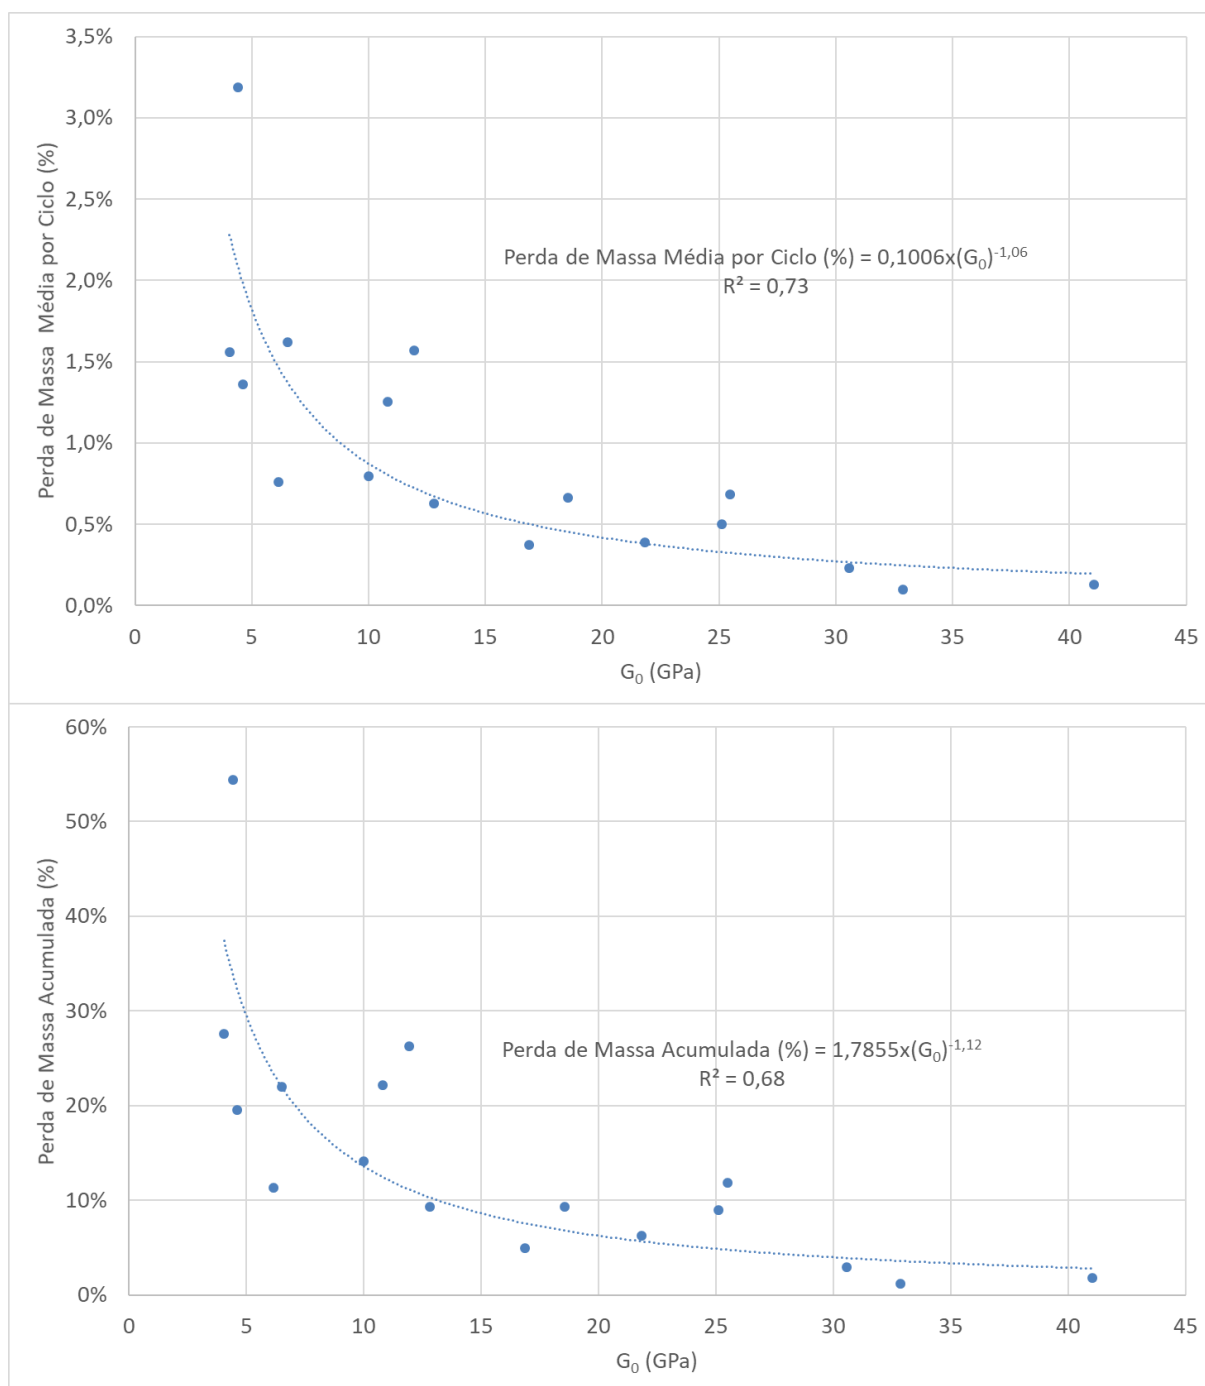 3,5%
3,0%
2,5%
2,0%
1,5%
1,0%
0,5%
0,0%
Perda de Massa Média por Ciclo (%)
Perda de Massa Média por Ciclo (%) = 0,1006x(G₀)⁻¹,⁰⁶
R² = 0,73
0 5 10 15 20 25 30 35 40 45
G₀ (GPa)
60%
50%
40%
30%
20%
10%
0%
Perda de Massa Acumulada (%)
Perda de Massa Acumulada (%) = 1,7855x(G₀)⁻¹,¹²
R² = 0,68
0 5 10 15 20 25 30 35 40 45
G₀ (GPa)